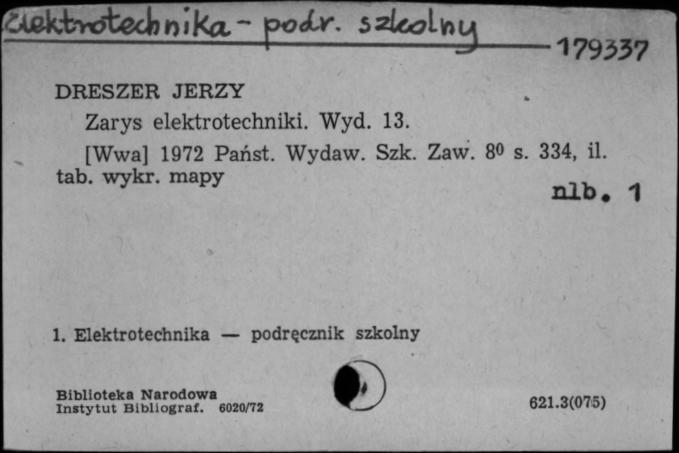 Elektrotechnika - podr. szkolny
179337
DRESZER JERZY
Zarys elektrotechniki. Wyd. 13.
[Wwa] 1972 Państ. Wydaw. Szk. Zaw. 8⁰ s. 334, il.
tab. wykr. mapy
nlb. 1
1. Elektrotechnika — podręcznik szkolny
Biblioteka Narodowa
Instytut Bibliograf. 6020/72
621.3(075)